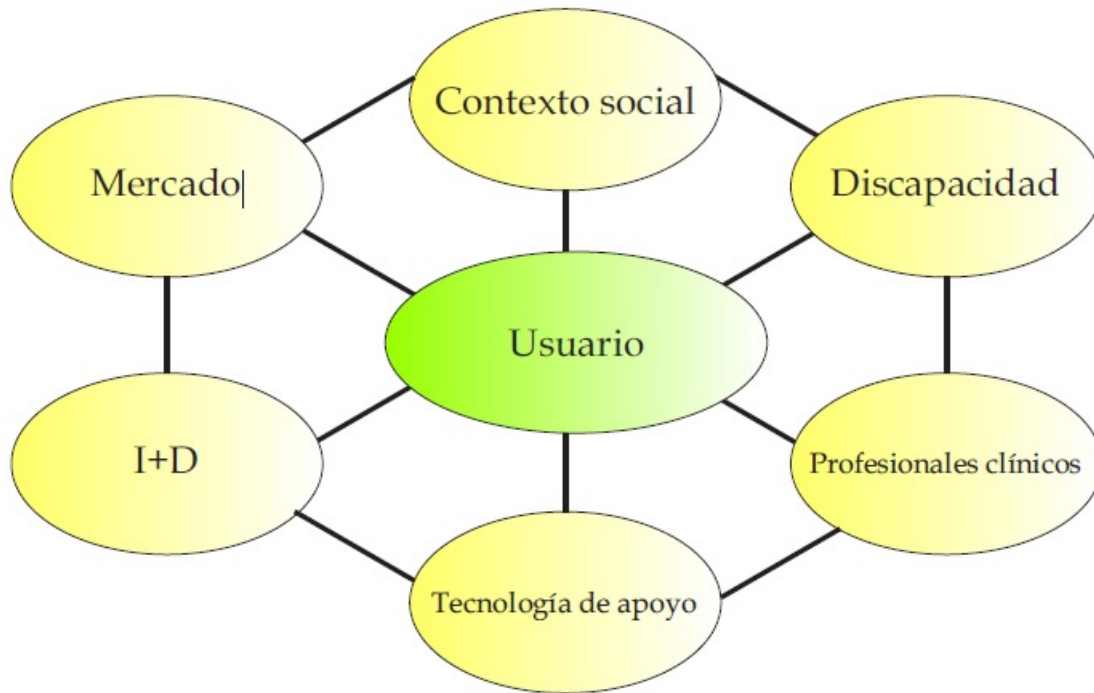 Contexto social
Mercado
Discapacidad
Usuario
I+D
Profesionales clínicos
Tecnología de apoyo